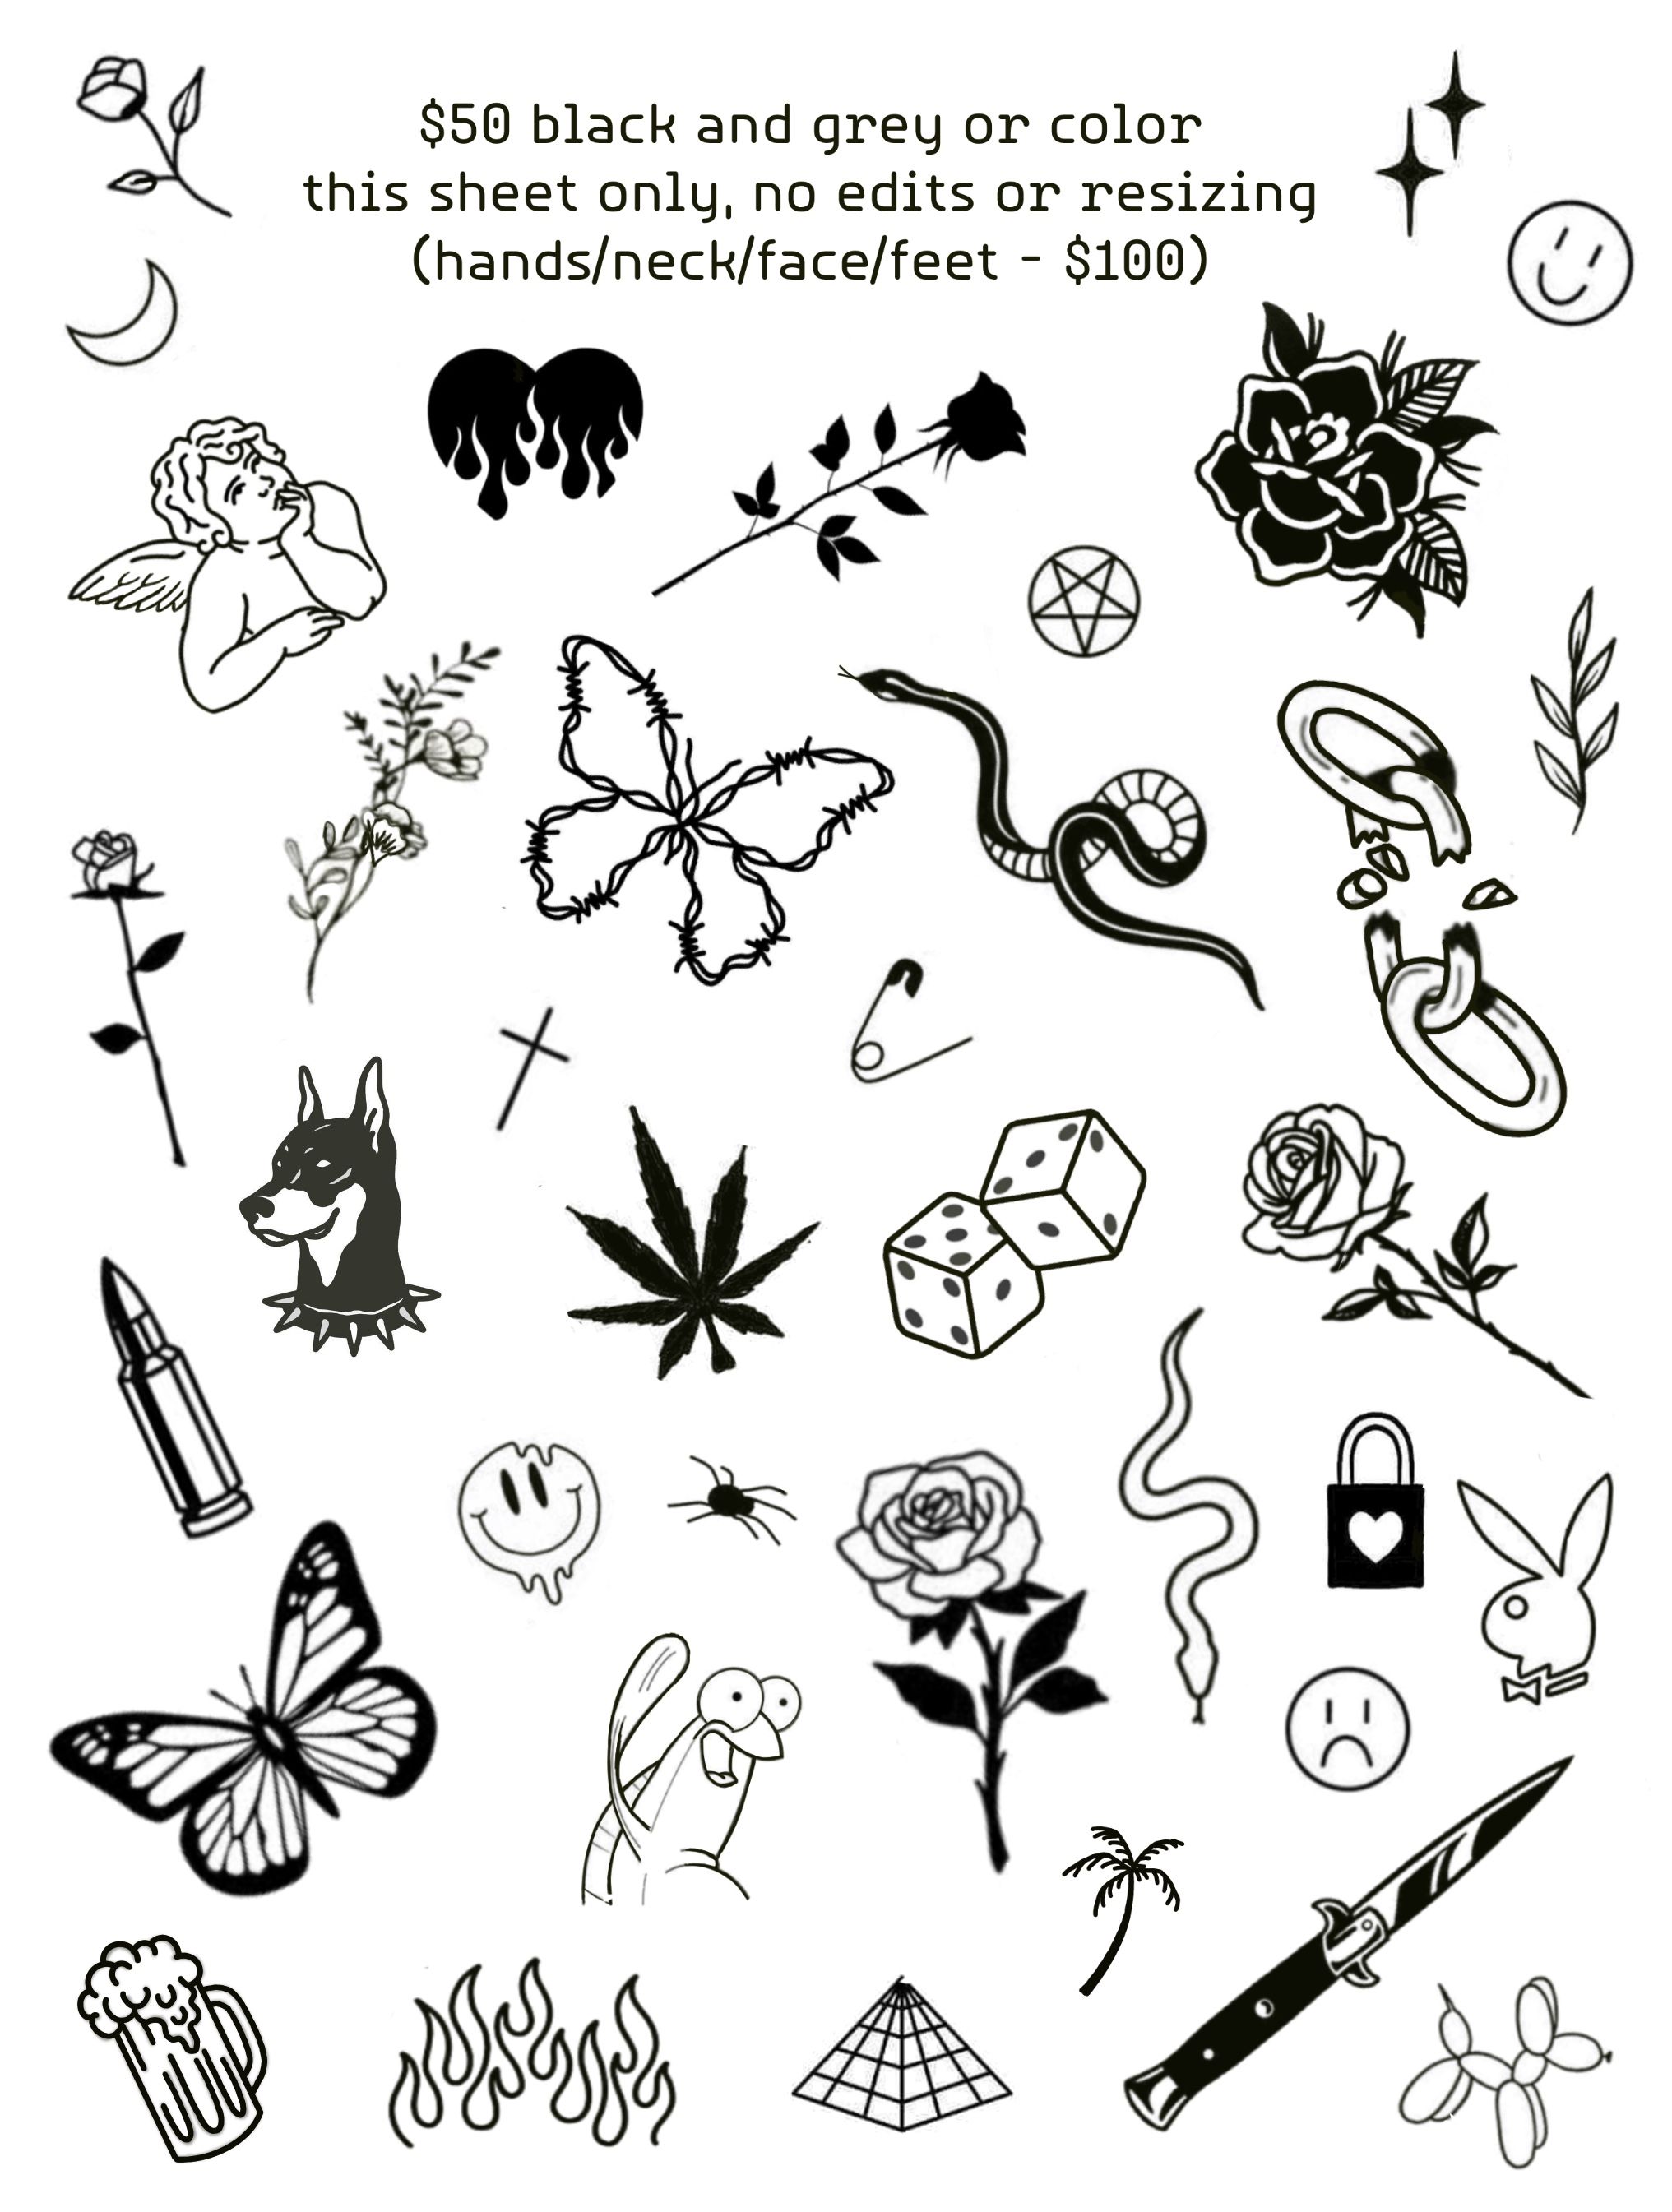 $50 black and grey or color
this sheet only, no edits or resizing
(hands/neck/face/feet - $100)